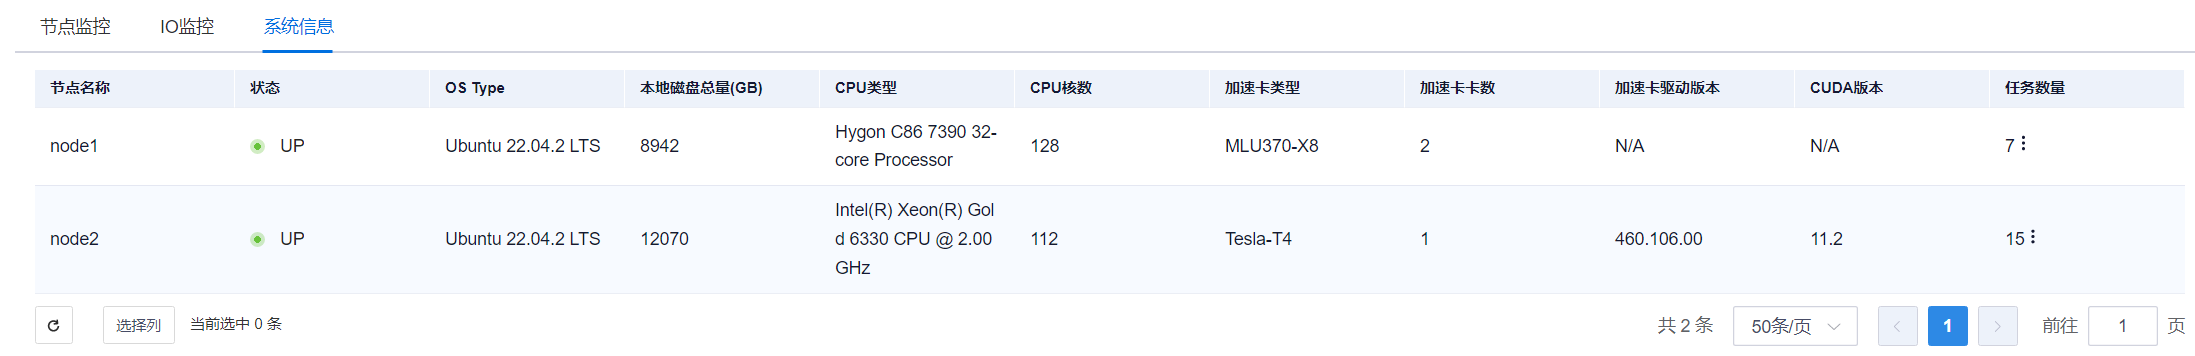 节点监控 IO监控 系统信息
节点名称 状态 OS Type 本地磁盘总量(GB) CPU类型 CPU核数 加速卡类型 加速卡卡数 加速卡驱动版本 CUDA版本 任务数量
node1 UP Ubuntu 22.04.2 LTS 8942 Hygon C86 7390 32-
core Processor 128 MLU370-X8 2 N/A N/A 7
node2 UP Ubuntu 22.04.2 LTS 12070 Intel(R) Xeon(R) Gol
d 6330 CPU @ 2.00
GHz 112 Tesla-T4 1 460.106.00 11.2 15
选择列 当前选中 0 条 共 2 条 50条/页 1 前往 1 页